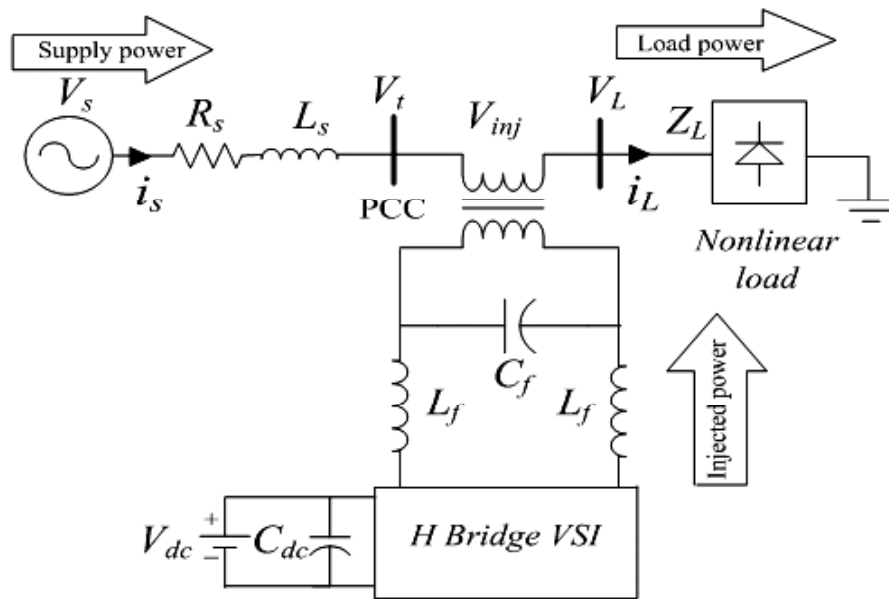 Supply power
Load power
V_s
R_s
L_s
V_t
V_inj
V_L
Z_L
i_s
PCC
i_L
Nonlinear
load
C_f
L_f
L_f
Injected power
V_dc
+
−
C_dc
H Bridge VSI